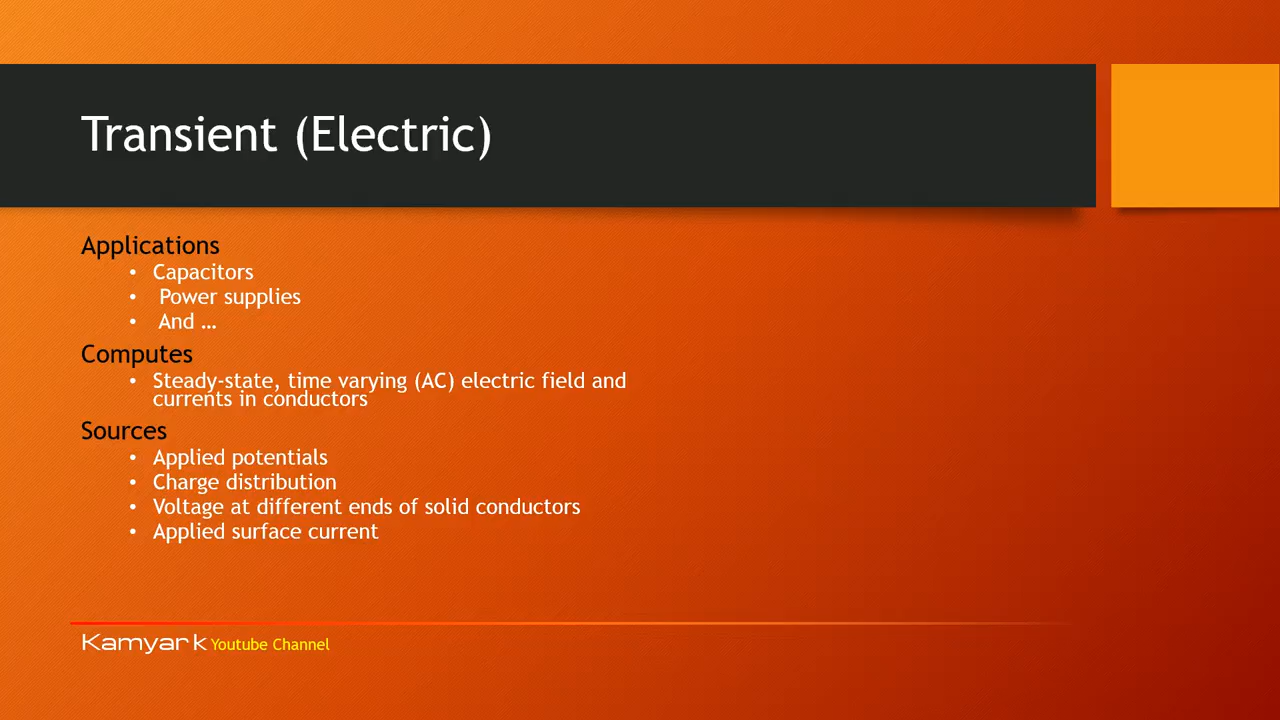 Transient (Electric)
Applications
• Capacitors
• Power supplies
• And …
Computes
• Steady-state, time varying (AC) electric field and
currents in conductors
Sources
• Applied potentials
• Charge distribution
• Voltage at different ends of solid conductors
• Applied surface current
Kamyar k Youtube Channel